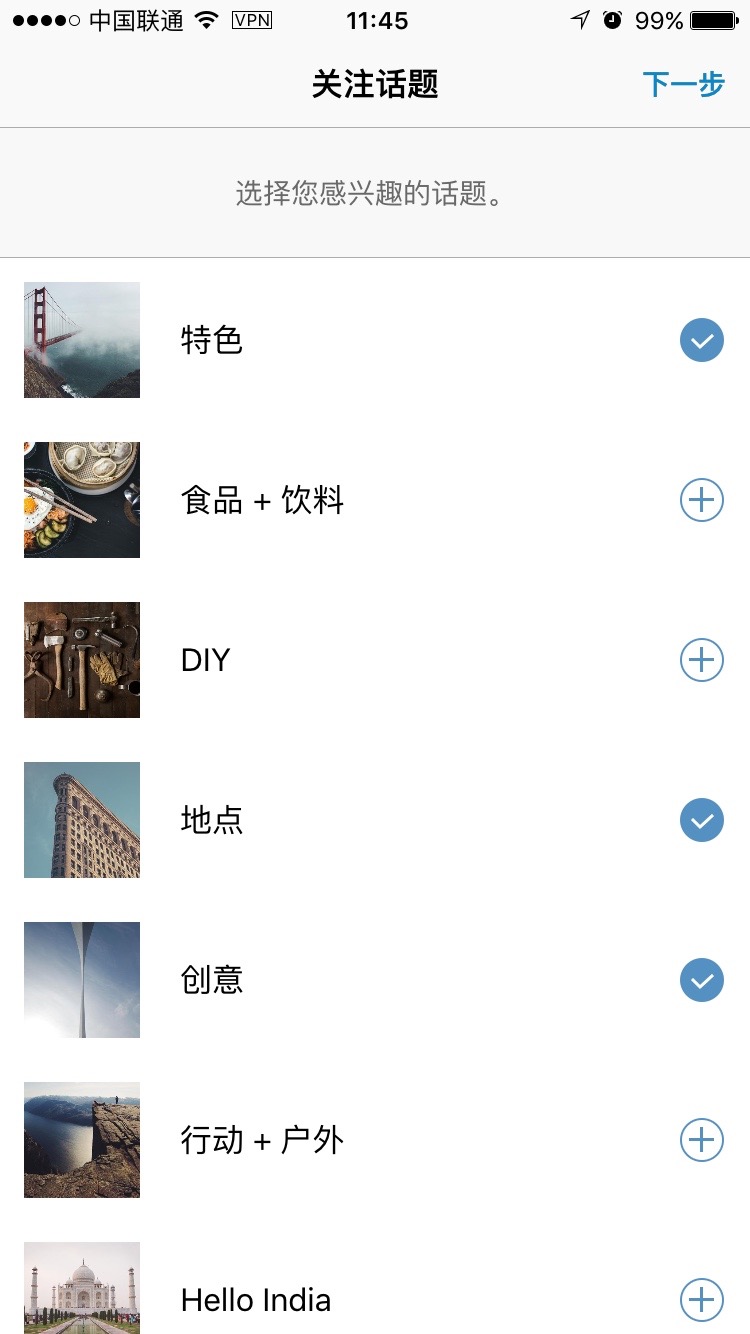 中国联通 VPN 11:45 99%
关注话题 下一步
选择您感兴趣的话题。
特色
食品 + 饮料
DIY
地点
创意
行动 + 户外
Hello India